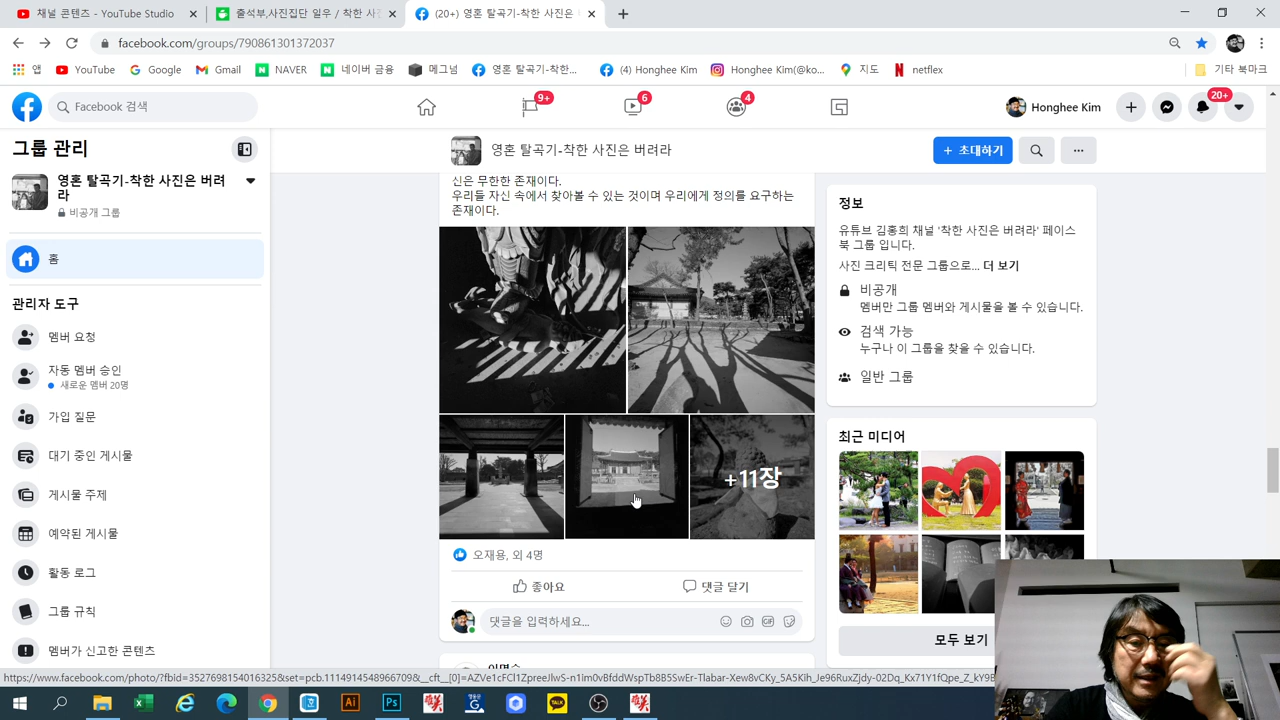 채널 콘텐츠 - YouTube Studio
출석부,사진집단 일우 / 착한 사진
(20+) 영혼 탈곡기-착한 사진은
facebook.com/groups/790861301372037
앱
YouTube
Google
Gmail
NAVER
네이버 금융
메그넘
영혼 탈곡기-착한...
(4) Honghee Kim
Honghee Kim(@ko...
지도
netflex
기타 북마크
Facebook 검색
9+
6
4
Honghee Kim
20+
그룹 관리
영혼 탈곡기-착한 사진은 버려라
초대하기
영혼 탈곡기-착한 사진은 버려
라
비공개 그룹
홈
관리자 도구
멤버 요청
자동 멤버 승인
새로운 멤버 20명
가입 질문
대기 중인 게시물
게시물 주제
예약된 게시물
활동 로그
그룹 규칙
멤버가 신고한 콘텐츠
신은 무한한 존재이다.
우리들 자신 속에서 찾아볼 수 있는 것이며 우리에게 정의를 요구하는
존재이다.
+11장
오재용, 외 4명
좋아요
댓글 달기
댓글을 입력하세요...
GIF
정보
유튜브 김홍희 채널 '착한 사진은 버려라' 페이스
북 그룹 입니다.
사진 크리틱 전문 그룹으로... 더 보기
비공개
멤버만 그룹 멤버와 게시물을 볼 수 있습니다.
검색 가능
누구나 이 그룹을 찾을 수 있습니다.
일반 그룹
최근 미디어
모두 보기
Ai
Ps
TALK